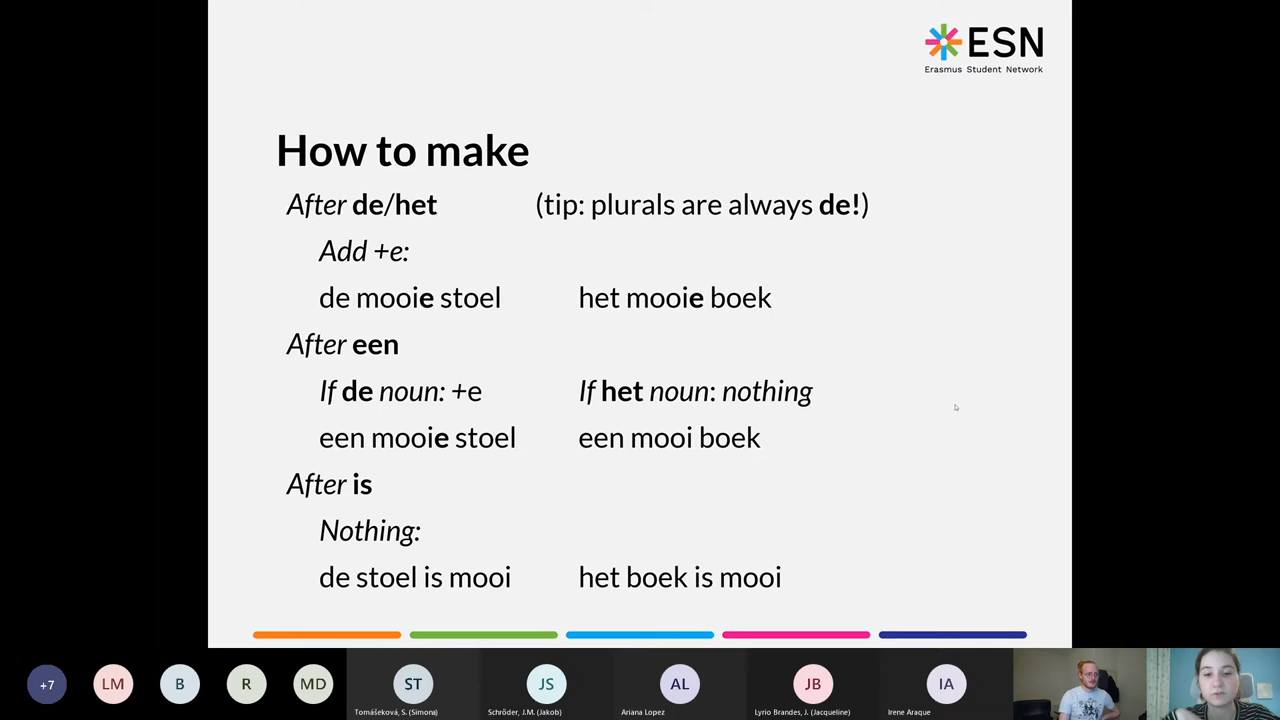 ESN
Erasmus Student Network
How to make
After de/het (tip: plurals are always de!)
Add +e:
de mooie stoel het mooie boek
After een
If de noun: +e If het noun: nothing
een mooie stoel een mooi boek
After is
Nothing:
de stoel is mooi het boek is mooi
+7 LM B R MD ST JS AL JB IA
Tomášeková, S. (Simona) Schröder, J.M. (Jakob) Ariana Lopez Lyrio Brandes, J. (Jacqueline) Irene Araque